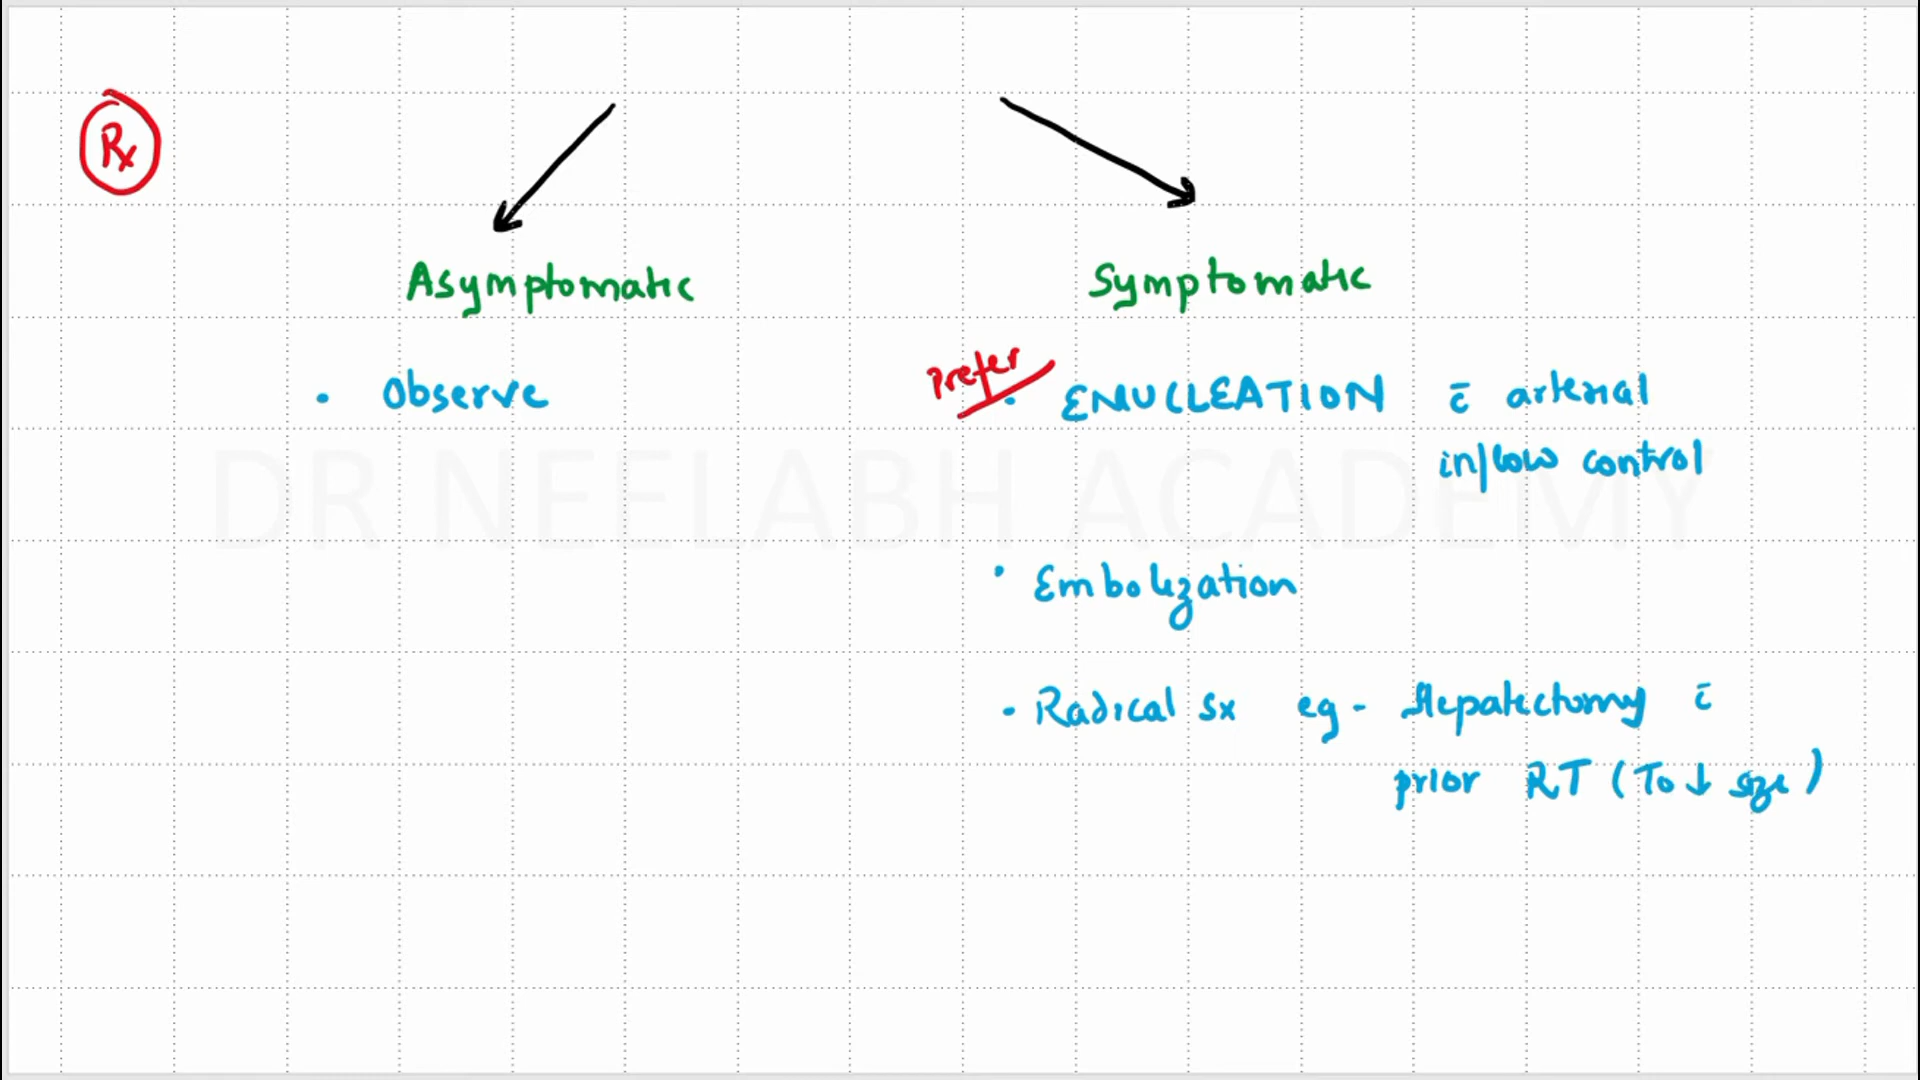 Rx
Asymptomatic
Symptomatic
• Observe
Prefer
• ENUCLEATION c̄ arterial
inflow control
DR NEELABH ACADEMY
• Embolization
• Radical Sx eg - Hepatectomy c̄
prior RT (To ↓ size)